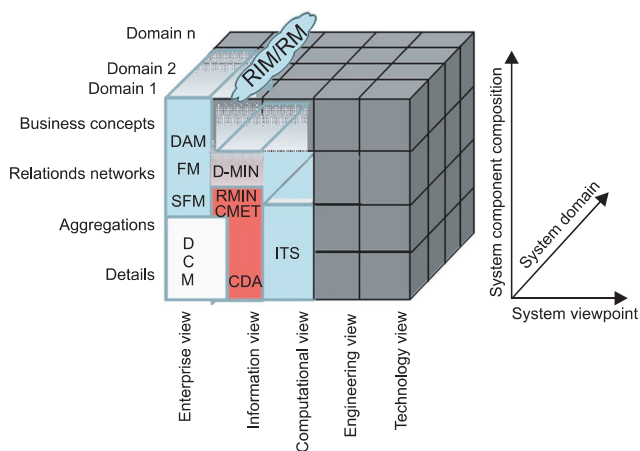 Domain n
RIM/RM
Domain 2
Domain 1
Business concepts
DAM
Relationds networks
FM
D-MIN
SFM
RMIN
CMET
Aggregations
D
C
M
ITS
Details
CDA
Enterprise view
Information view
Computational view
Engineering view
Technology view
System component composition
System domain
System viewpoint